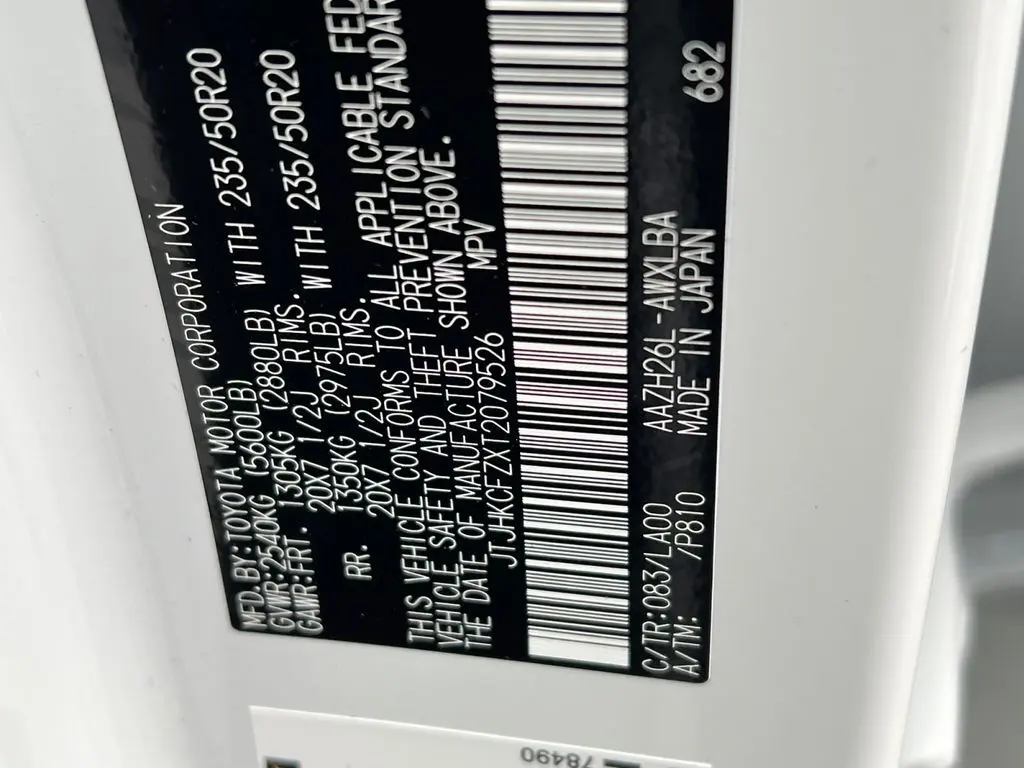 MFD.BY:TOYOTA MOTOR CORPORATION
GVWR:2540KG (5600LB)
GAWR:FRT. 1305KG (2880LB) WITH 235/50R20
20X7 1/2J RIMS.
RR. 1350KG (2975LB) WITH 235/50R20
20X7 1/2J RIMS.
THIS VEHICLE CONFORMS TO ALL APPLICABLE FED
VEHICLE SAFETY AND THEFT PREVENTION STANDAR
THE DATE OF MANUFACTURE SHOWN ABOVE.
JTJHKCFZXT2079526 MPV
C/TR:083/LA00 AAZH26L-AWXLBA 682
A/TM: /P810 MADE IN JAPAN
78490